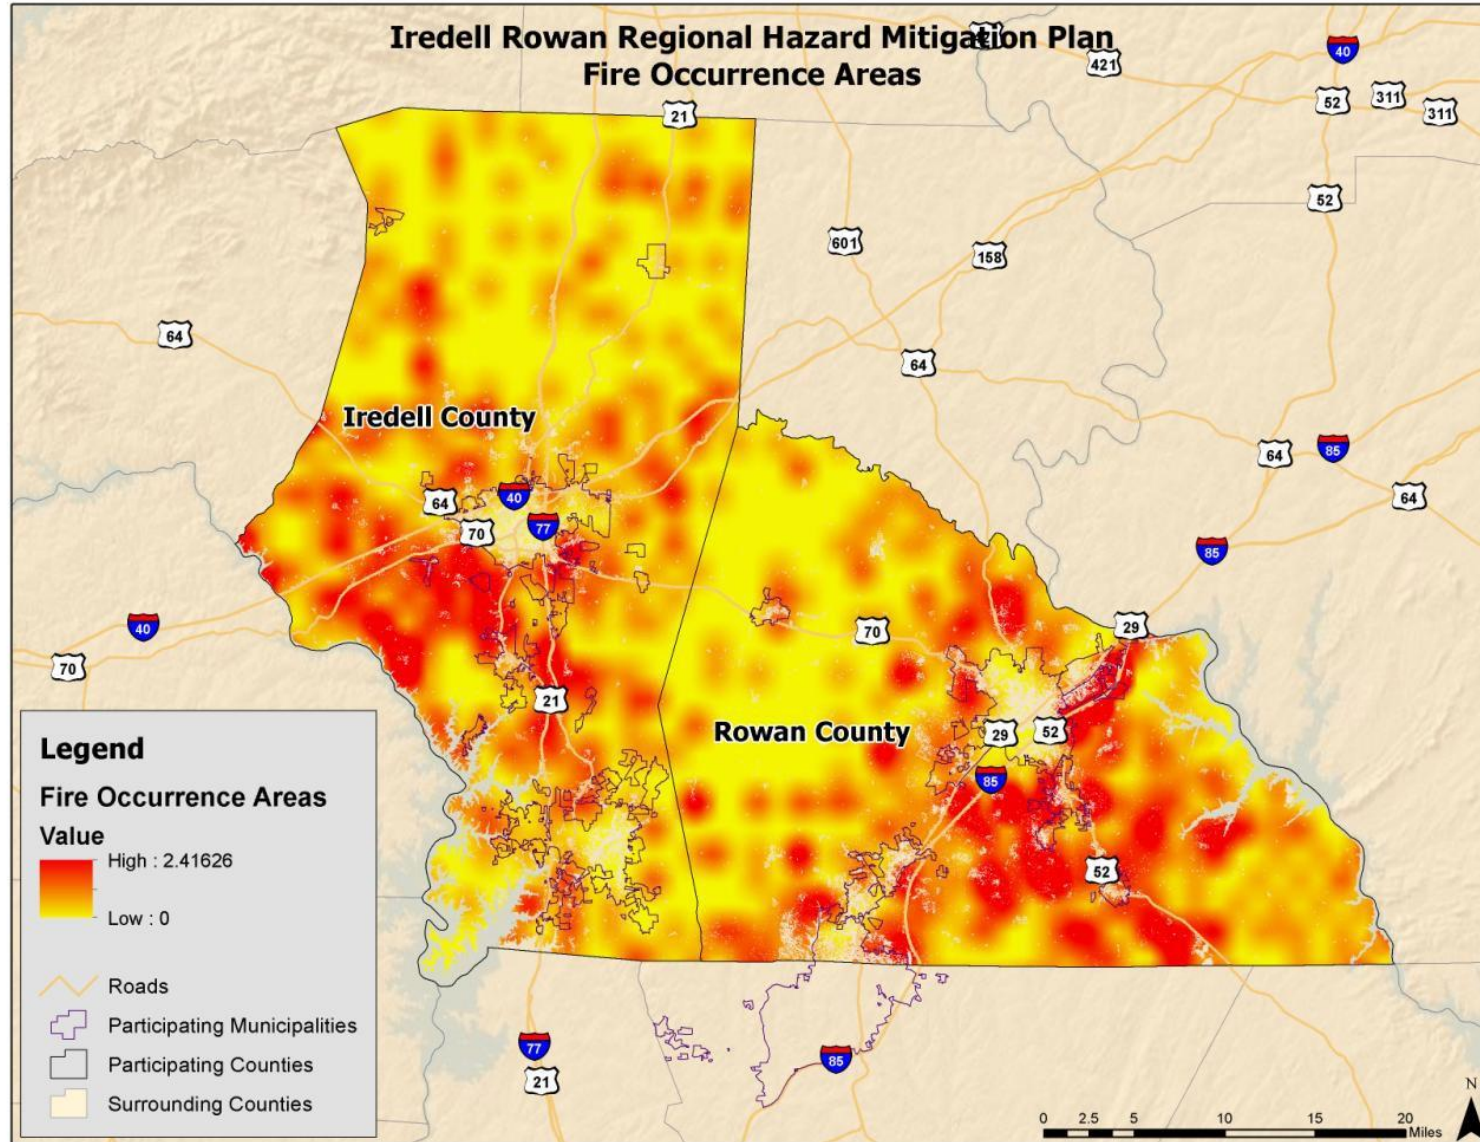 Iredell Rowan Regional Hazard Mitigation Plan
Fire Occurrence Areas
40
421
52
311
311
21
52
601
158
64
64
Iredell County
64
85
64
64
40
77
70
40
70
29
70
21
Rowan County
29
52
85
52
Legend
Fire Occurrence Areas
Value
High : 2.41626
Low : 0
Roads
Participating Municipalities
Participating Counties
Surrounding Counties
85
77
21
85
N
0 2.5 5 10 15 20
Miles